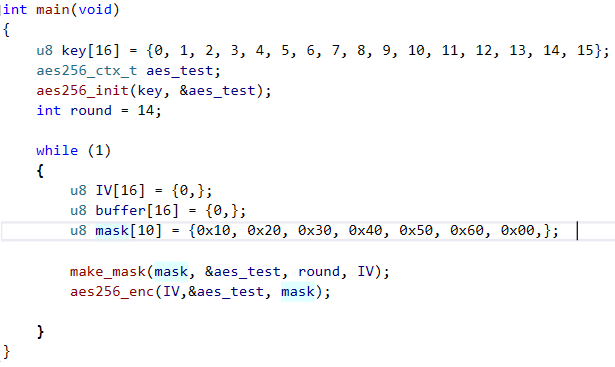 int main(void)
{
    u8 key[16] = {0, 1, 2, 3, 4, 5, 6, 7, 8, 9, 10, 11, 12, 13, 14, 15};
    aes256_ctx_t aes_test;
    aes256_init(key, &aes_test);
    int round = 14;

    while (1)
    {
        u8 IV[16] = {0,};
        u8 buffer[16] = {0,};
        u8 mask[10] = {0x10, 0x20, 0x30, 0x40, 0x50, 0x60, 0x00,};

        make_mask(mask, &aes_test, round, IV);
        aes256_enc(IV,&aes_test, mask);

    }
}